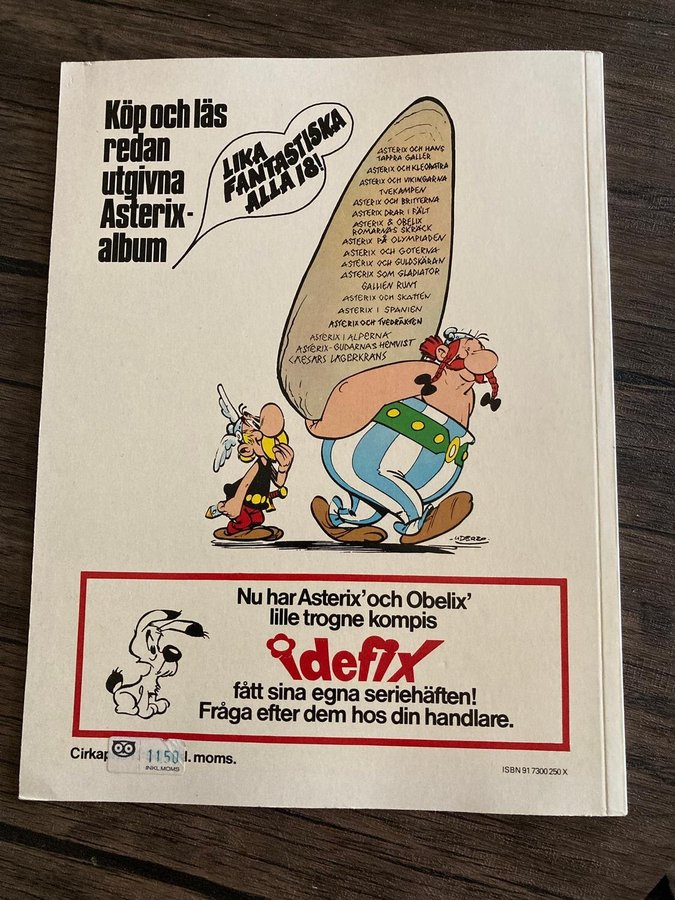 Köp och läs
redan
utgivna
Asterix-
album
LIKA
FANTASTISKA
ALLA 18!
ASTERIX OCH HANS
TAPPRA GALLER
ASTERIX OCH KLEOPATRA
ASTERIX OCH VIKINGARNA
TVEKAMPEN
ASTERIX OCH BRITTERNA
ASTERIX DRAR I FÄLT
ASTERIX & OBELIX
ROMARNAS SKRÄCK
ASTERIX PÅ OLYMPIADEN
ASTERIX OCH GOTERNA
ASTERIX OCH GULDSKÄRAN
ASTERIX SOM GLADIATOR
GALLIEN RUNT
ASTERIX OCH SKATTEN
ASTERIX I SPANIEN
ASTERIX OCH TVEDRÄKTEN
ASTERIX I ALPERNA
ASTERIX-GUDARNAS HEMVIST
CAESARS LAGERKRANS
-UDERZO-
Nu har Asterix' och Obelix'
lille trogne kompis
idefix
fått sina egna seriehäften!
Fråga efter dem hos din handlare.
Cirkap 1150 l. moms.
INKL.MOMS
ISBN 91 7300 250 X